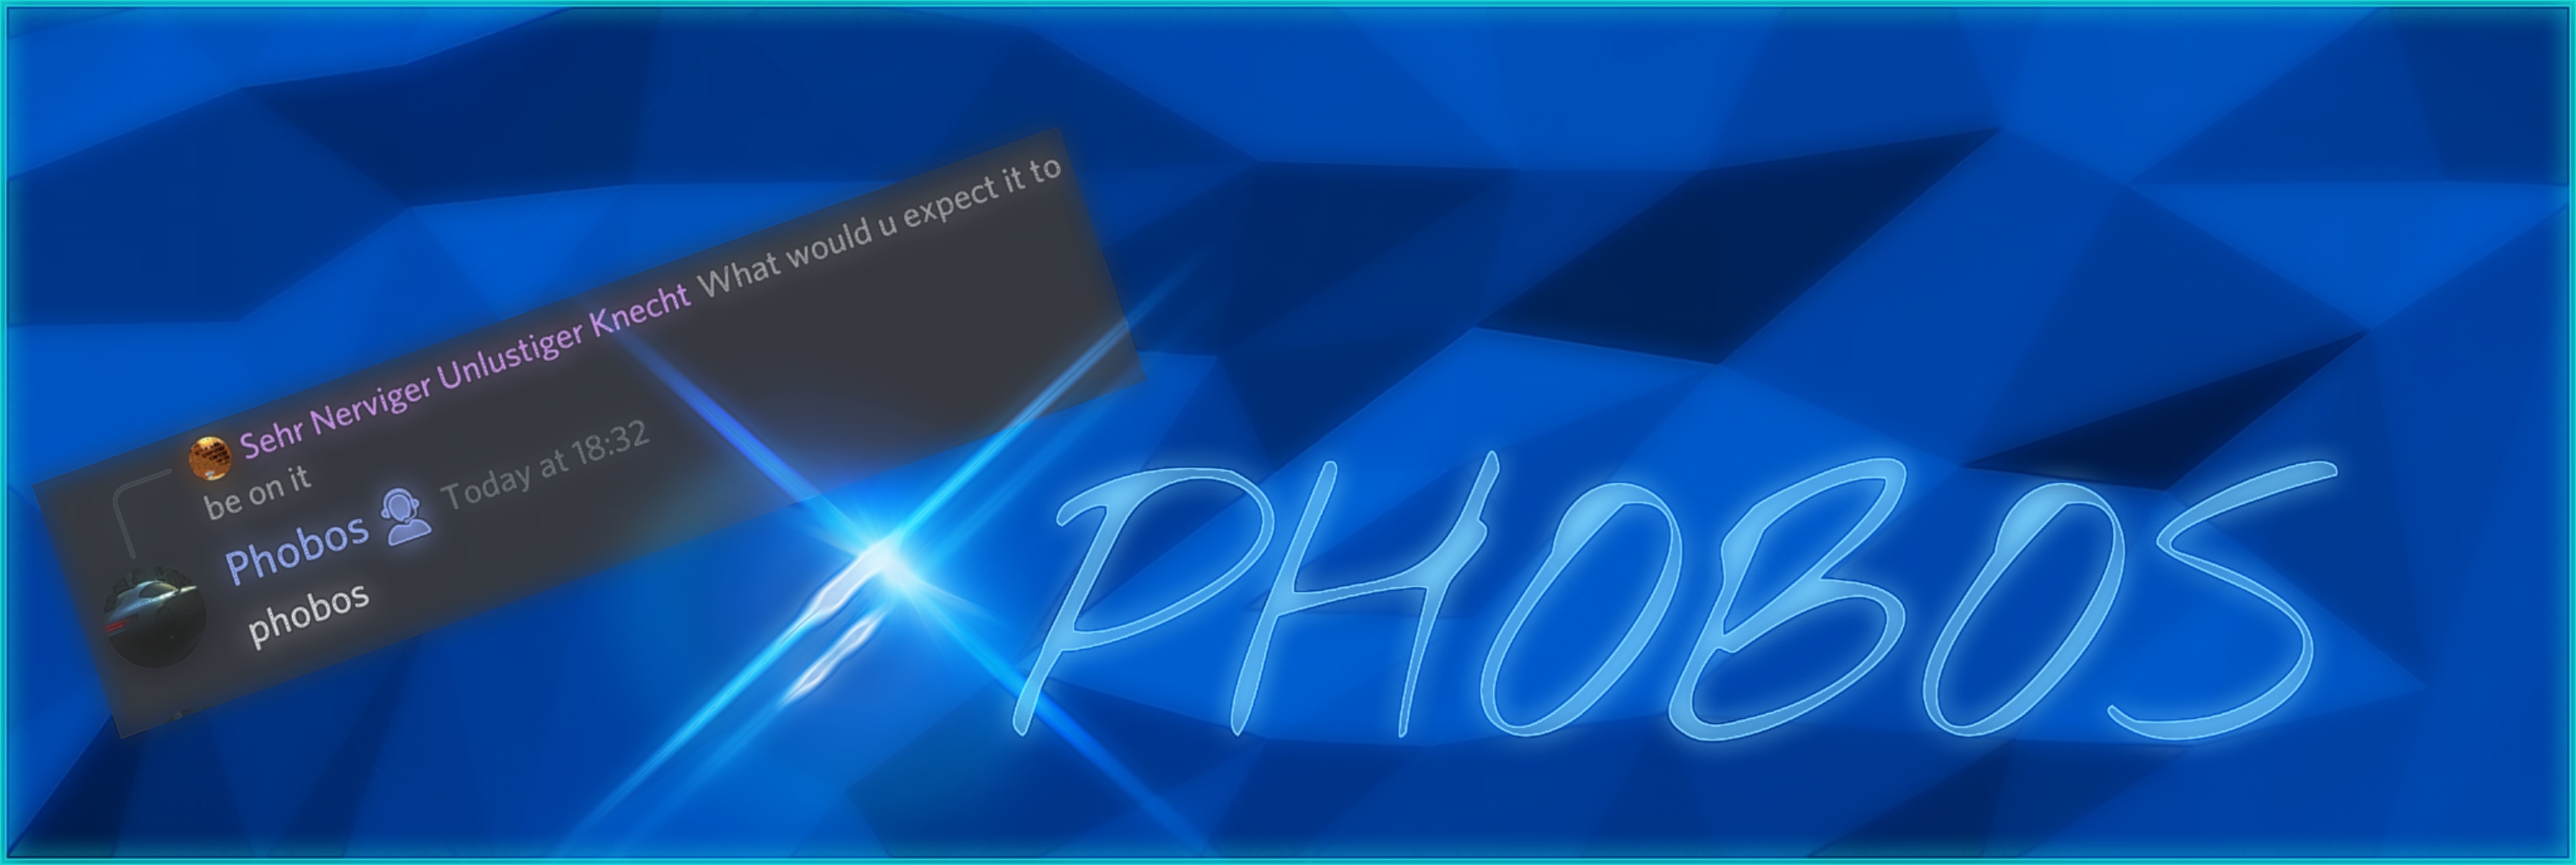 Sehr Nerviger Unlustiger Knecht What would u expect it to
be on it
Phobos Today at 18:32
phobos
PHOBOS